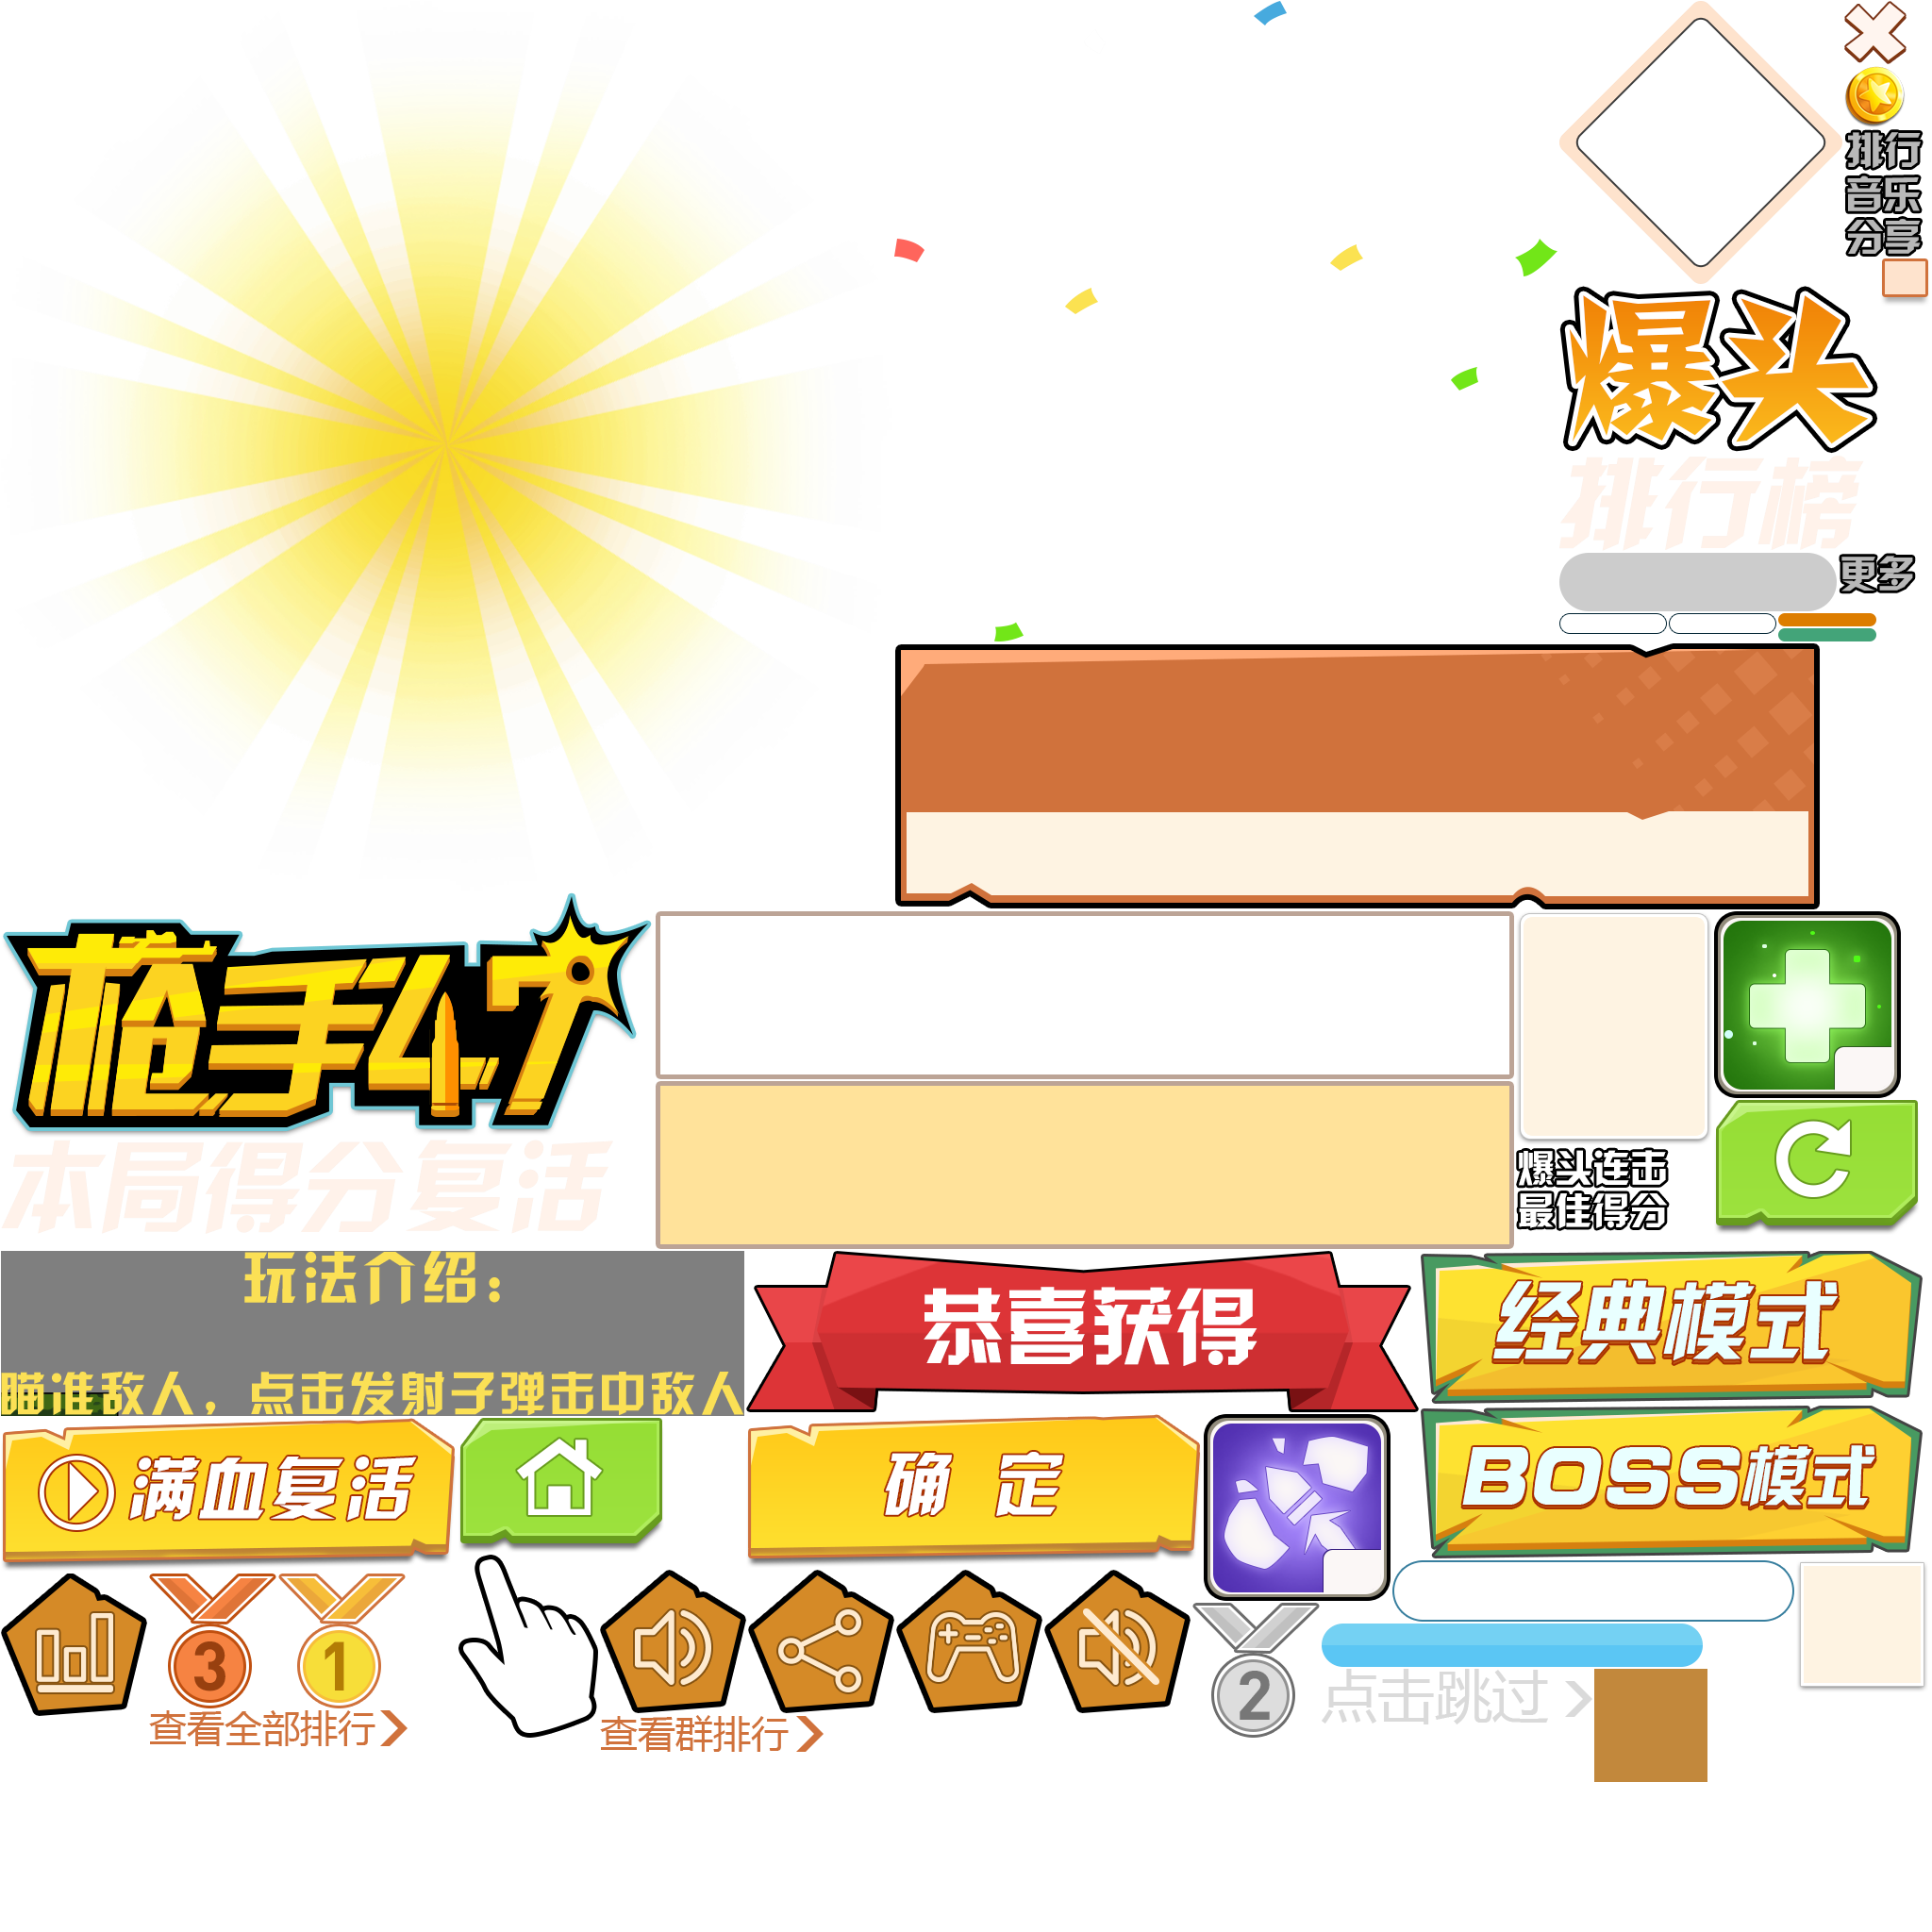 排行
音乐
分享
爆头
排行榜
更多
枪手47
本局得分复活
爆头连击
最佳得分
玩法介绍：
瞄准敌人，点击发射子弹击中敌人
恭喜获得
经典模式
满血复活
确 定
BOSS模式
3
1
2
查看全部排行
查看群排行
点击跳过